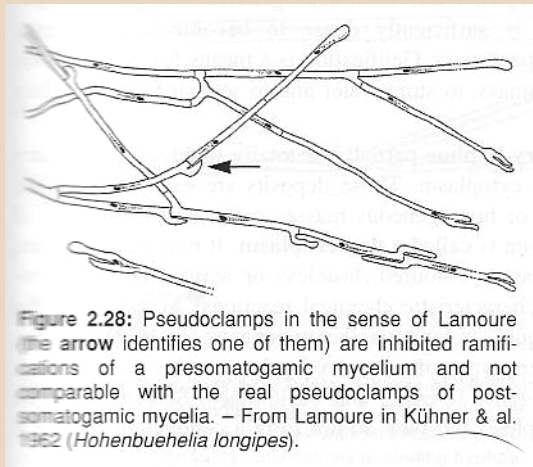 Figure 2.28: Pseudoclamps in the sense of Lamoure
(the arrow identifies one of them) are inhibited ramifi-
cations of a presomatogamic mycelium and not
comparable with the real pseudoclamps of post-
somatogamic mycelia. – From Lamoure in Kühner & al.
1962 (Hohenbuehelia longipes).